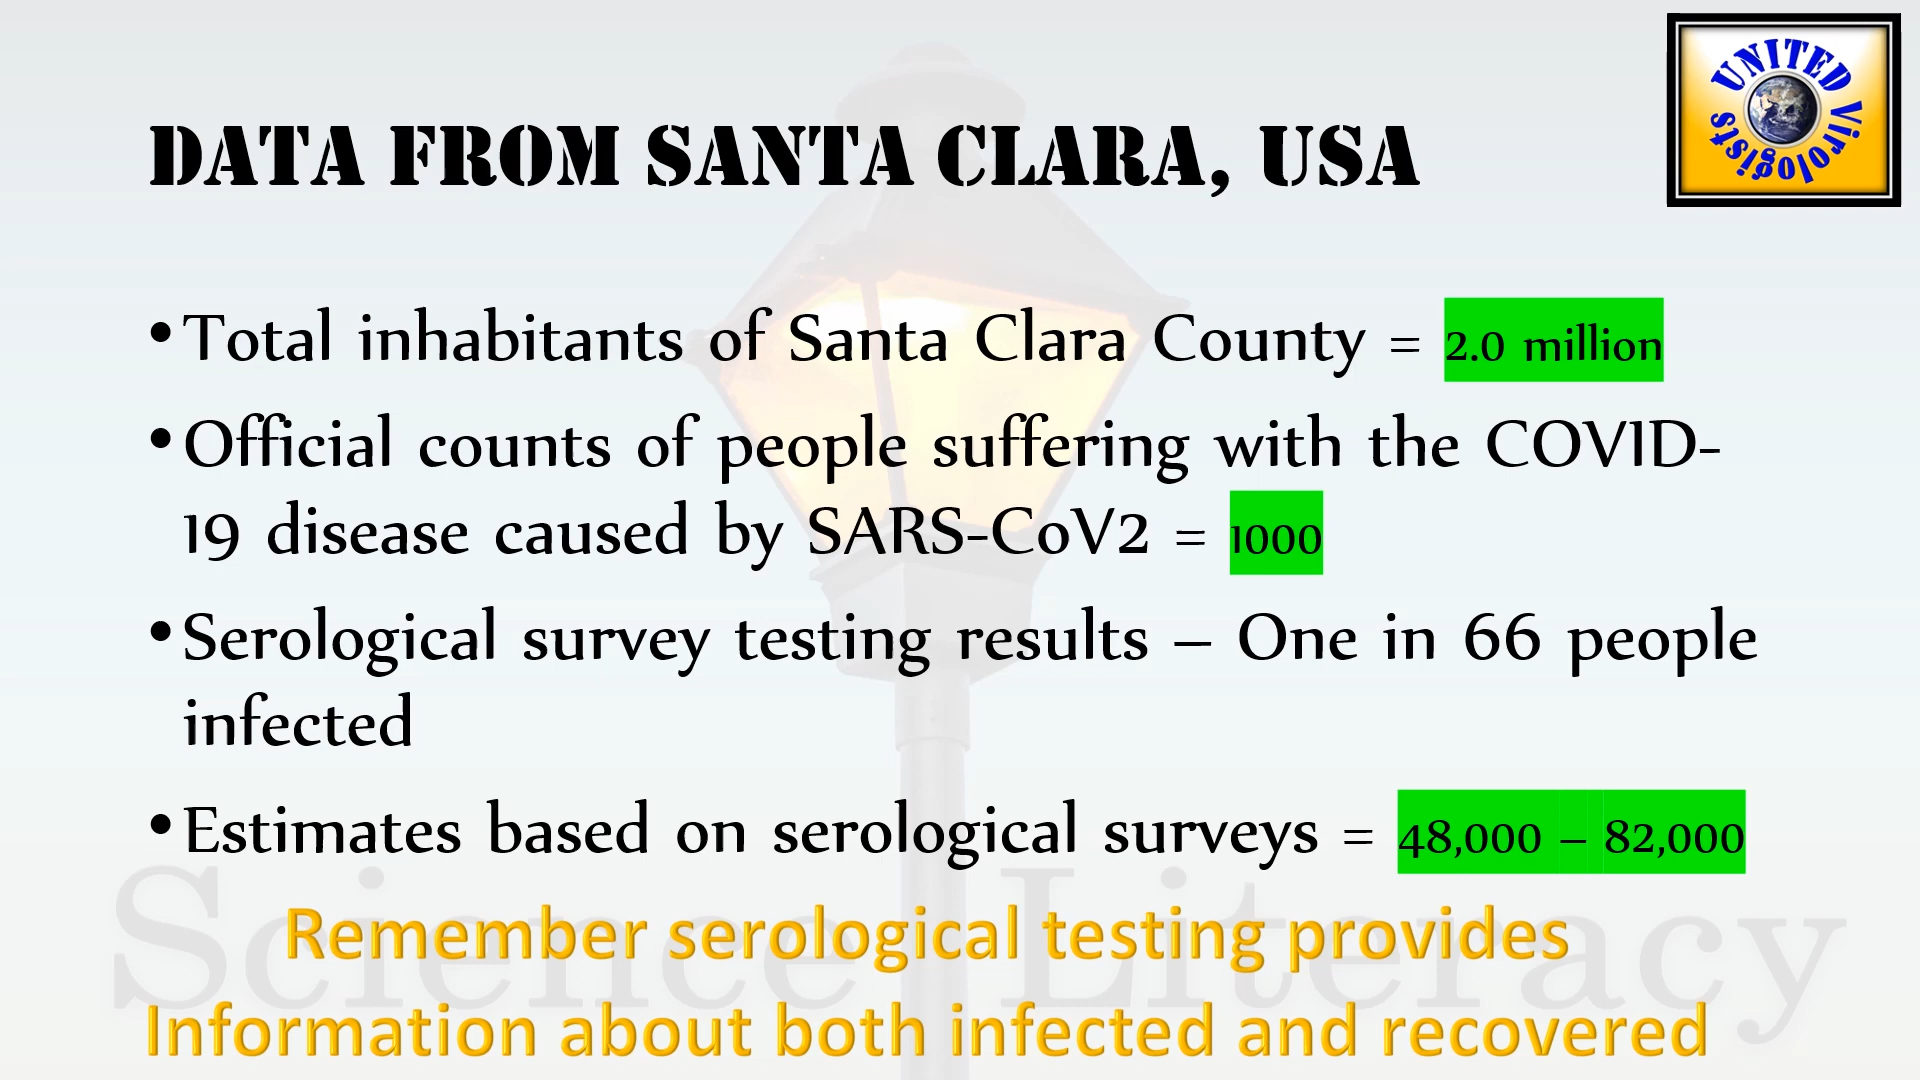 DATA FROM SANTA CLARA, USA
UNITED Virologists
• Total inhabitants of Santa Clara County = 2.0 million
• Official counts of people suffering with the COVID-
19 disease caused by SARS-CoV2 = 1000
• Serological survey testing results – One in 66 people
infected
• Estimates based on serological surveys = 48,000 – 82,000
Science Literacy
Remember serological testing provides
Information about both infected and recovered